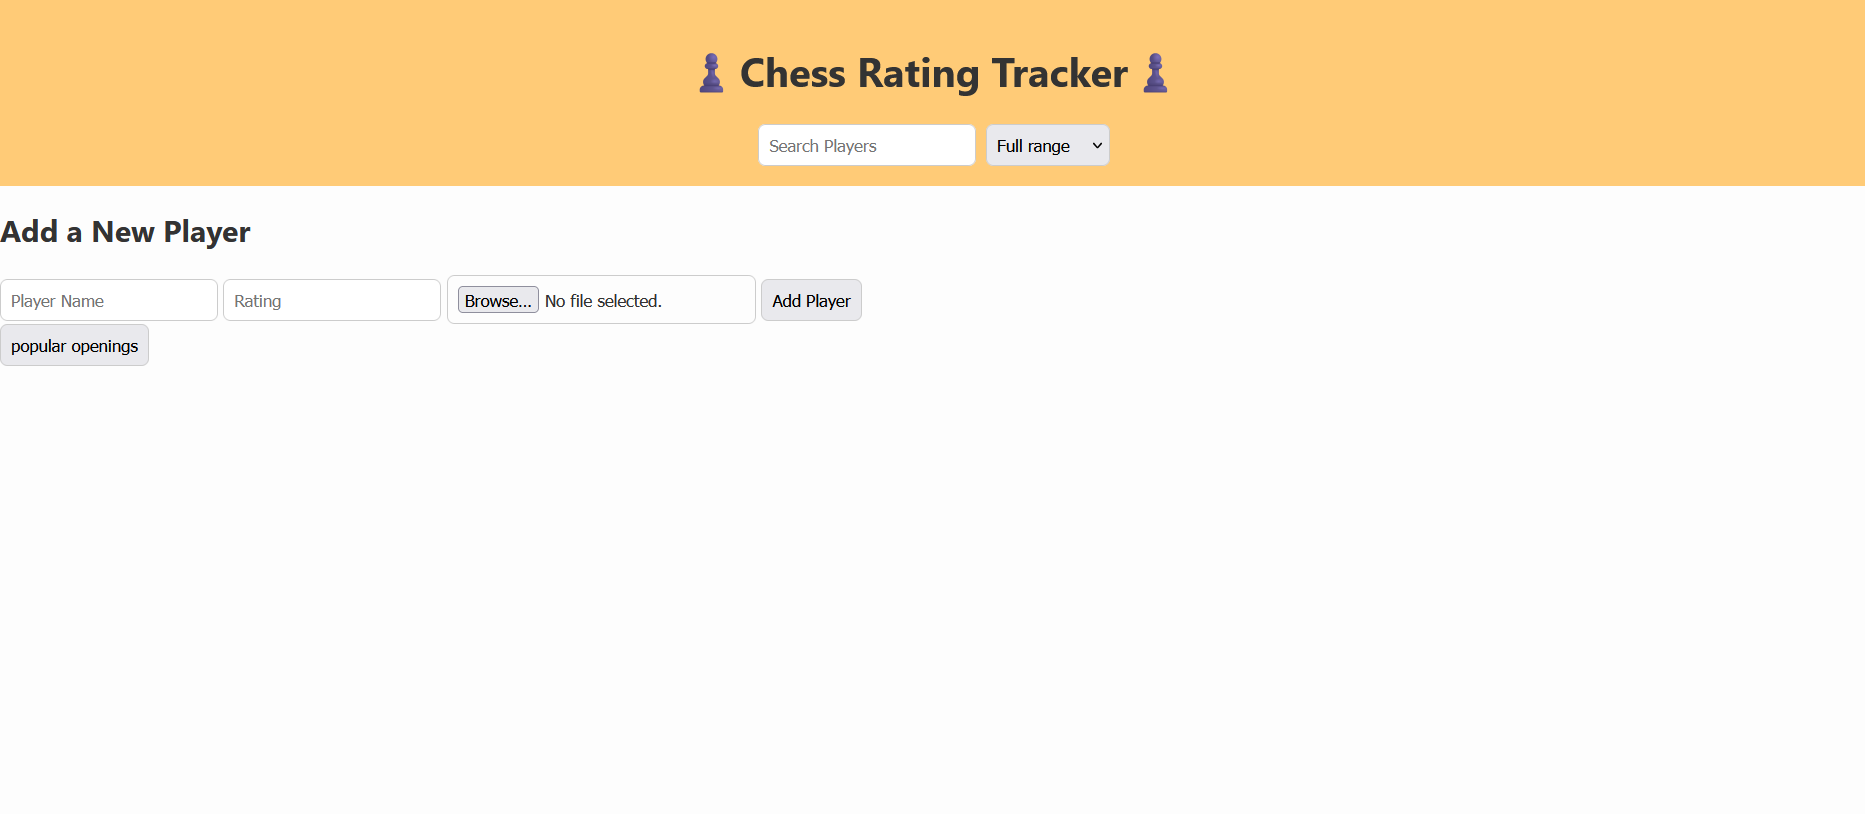 ♟ Chess Rating Tracker ♟
Search Players Full range
Add a New Player
Player Name Rating Browse... No file selected. Add Player
popular openings